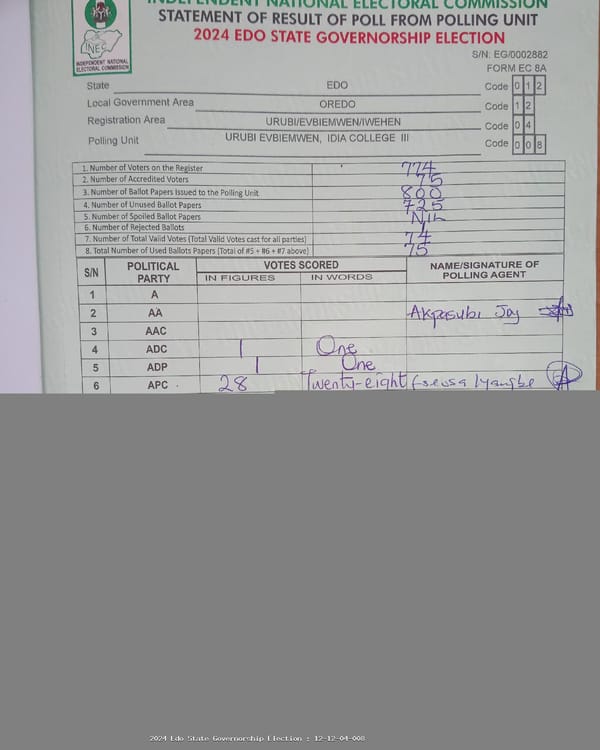 INDEPENDENT NATIONAL ELECTORAL COMMISSION
STATEMENT OF RESULT OF POLL FROM POLLING UNIT
2024 EDO STATE GOVERNORSHIP ELECTION
INEC
INDEPENDENT NATIONAL
ELECTORAL COMMISSION
S/N: EG/0002882
FORM EC 8A
State EDO Code 0 1 2
Local Government Area OREDO Code 1 2
Registration Area URUBI/EVBIEMWEN/IWEHEN Code 0 4
Polling Unit URUBI EVBIEMWEN, IDIA COLLEGE III Code 0 0 8
1. Number of Voters on the Register 774
2. Number of Accredited Voters 75
3. Number of Ballot Papers Issued to the Polling Unit 800
4. Number of Unused Ballot Papers 725
5. Number of Spoiled Ballot Papers Nil
6. Number of Rejected Ballots 1
7. Number of Total Valid Votes (Total Valid Votes cast for all parties) 74
8. Total Number of Used Ballots Papers (Total of #5 + #6 + #7 above) 75
S/N POLITICAL PARTY VOTES SCORED NAME/SIGNATURE OF POLLING AGENT
IN FIGURES IN WORDS
1 A
2 AA Akpasubi Joy
3 AAC
4 ADC 1 One
5 ADP 1 One
6 APC 28 Twenty-eight Iyangbe
2024 Edo State Governorship Election : 12-12-04-008